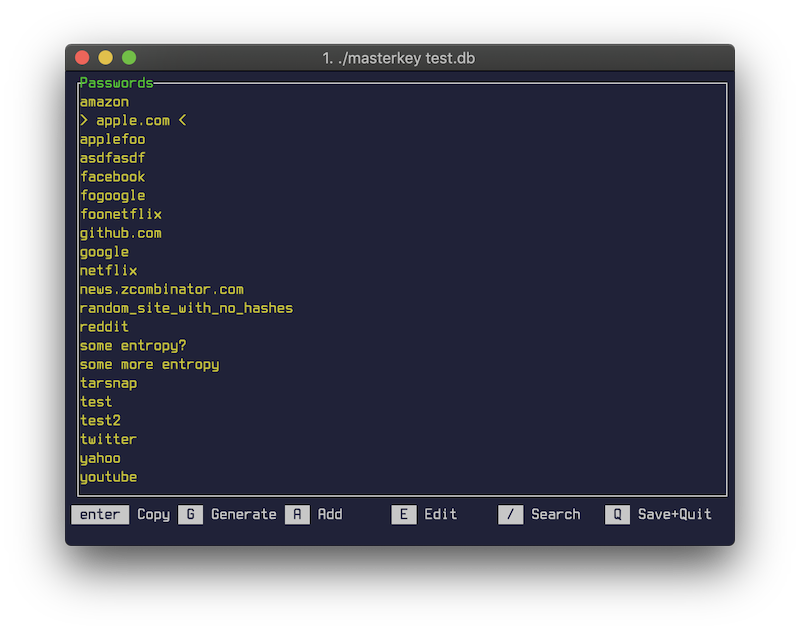 1. ./masterkey test.db
Passwords
amazon
> apple.com <
applefoo
asdfasdf
facebook
fogoogle
foonetflix
github.com
google
netflix
news.zcombinator.com
random_site_with_no_hashes
reddit
some entropy?
some more entropy
tarsnap
test
test2
twitter
yahoo
youtube
enter Copy G Generate A Add E Edit / Search Q Save+Quit